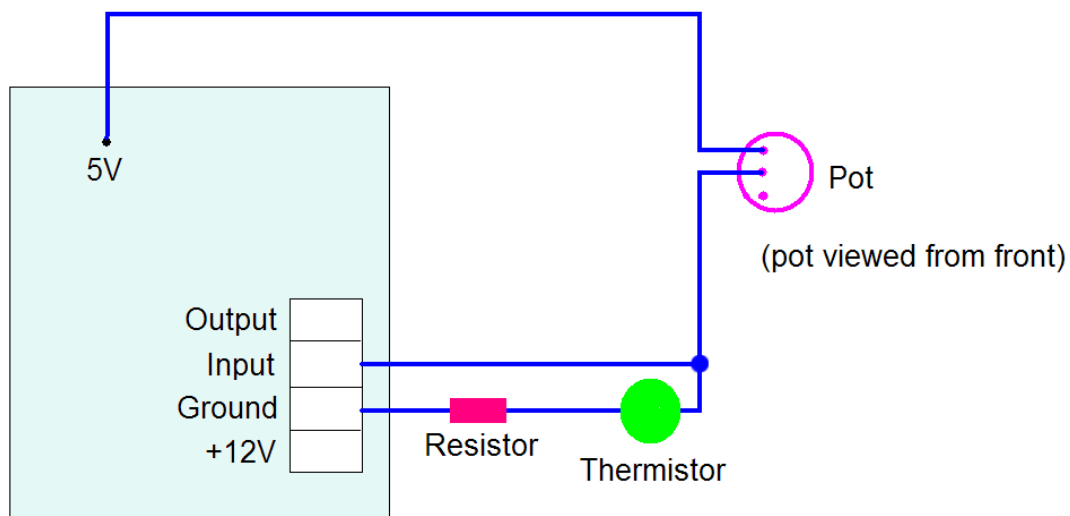 5V
Pot
(pot viewed from front)
Output
Input
Ground
+12V
Resistor
Thermistor